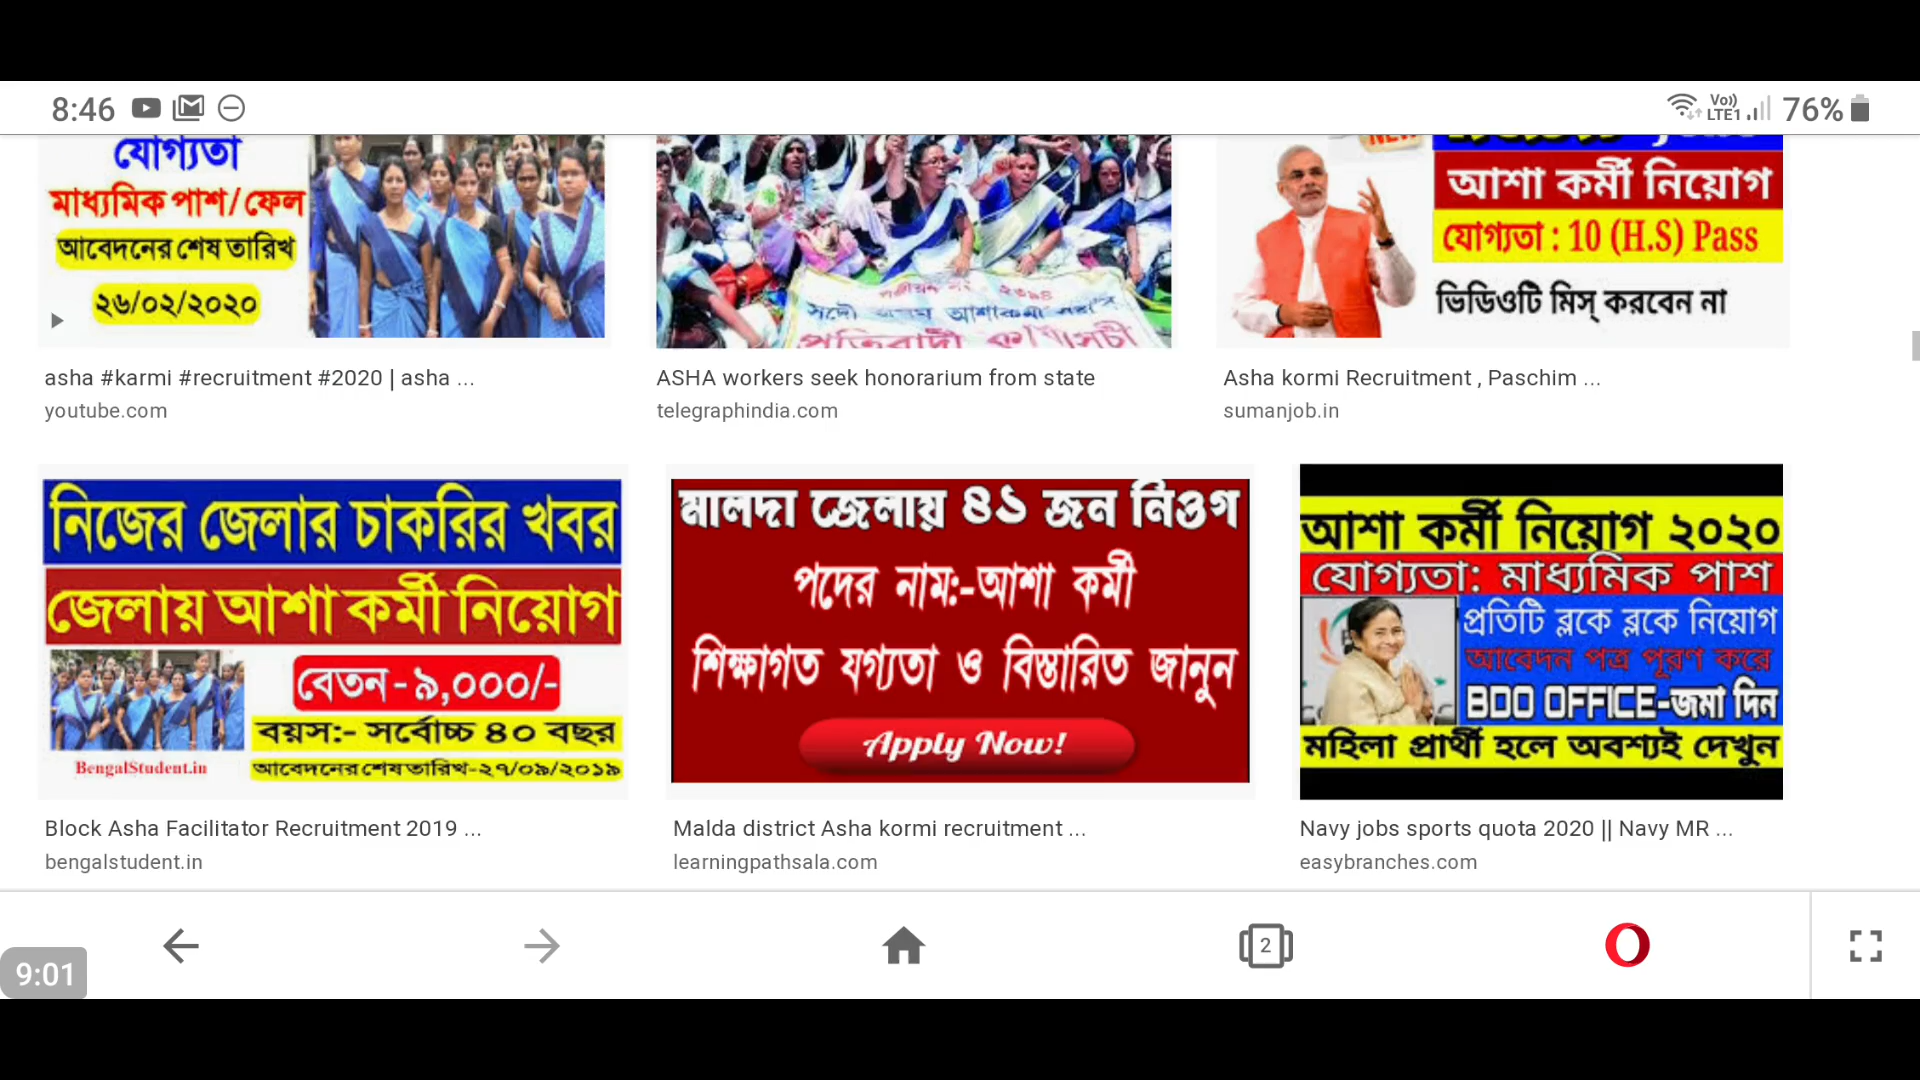 8:46
Vo)) LTE1 76%
যোগ্যতা
মাধ্যমিক পাশ/ফেল
আবেদনের শেষ তারিখ
২৬/০২/২০২০
আশা কর্মী নিয়োগ
যোগ্যতা : 10 (H.S) Pass
ভিডিওটি মিস্ করবেন না
asha #karmi #recruitment #2020 | asha ...
youtube.com
ASHA workers seek honorarium from state
telegraphindia.com
Asha kormi Recruitment , Paschim ...
sumanjob.in
নিজের জেলার চাকরির খবর
জেলায় আশা কর্মী নিয়োগ
বেতন-৯,০০০/-
বয়স:- সর্বোচ্চ ৪০ বছর
BengalStudent.in
আবেদনের শেষ তারিখ-২৭/০৯/২০১৯
মালদা জেলায় ৪১ জন নিওগ
পদের নাম:-আশা কর্মী
শিক্ষাগত যগ্যতা ও বিস্তারিত জানুন
Apply Now!
আশা কর্মী নিয়োগ ২০২০
যোগ্যতা: মাধ্যমিক পাশ
প্রতিটি ব্লকে ব্লকে নিয়োগ
আবেদন পত্র পূরণ করে
BDO OFFICE-জমা দিন
মহিলা প্রার্থী হলে অবশ্যই দেখুন
Block Asha Facilitator Recruitment 2019 ...
bengalstudent.in
Malda district Asha kormi recruitment ...
learningpathsala.com
Navy jobs sports quota 2020 || Navy MR ...
easybranches.com
2
9:01